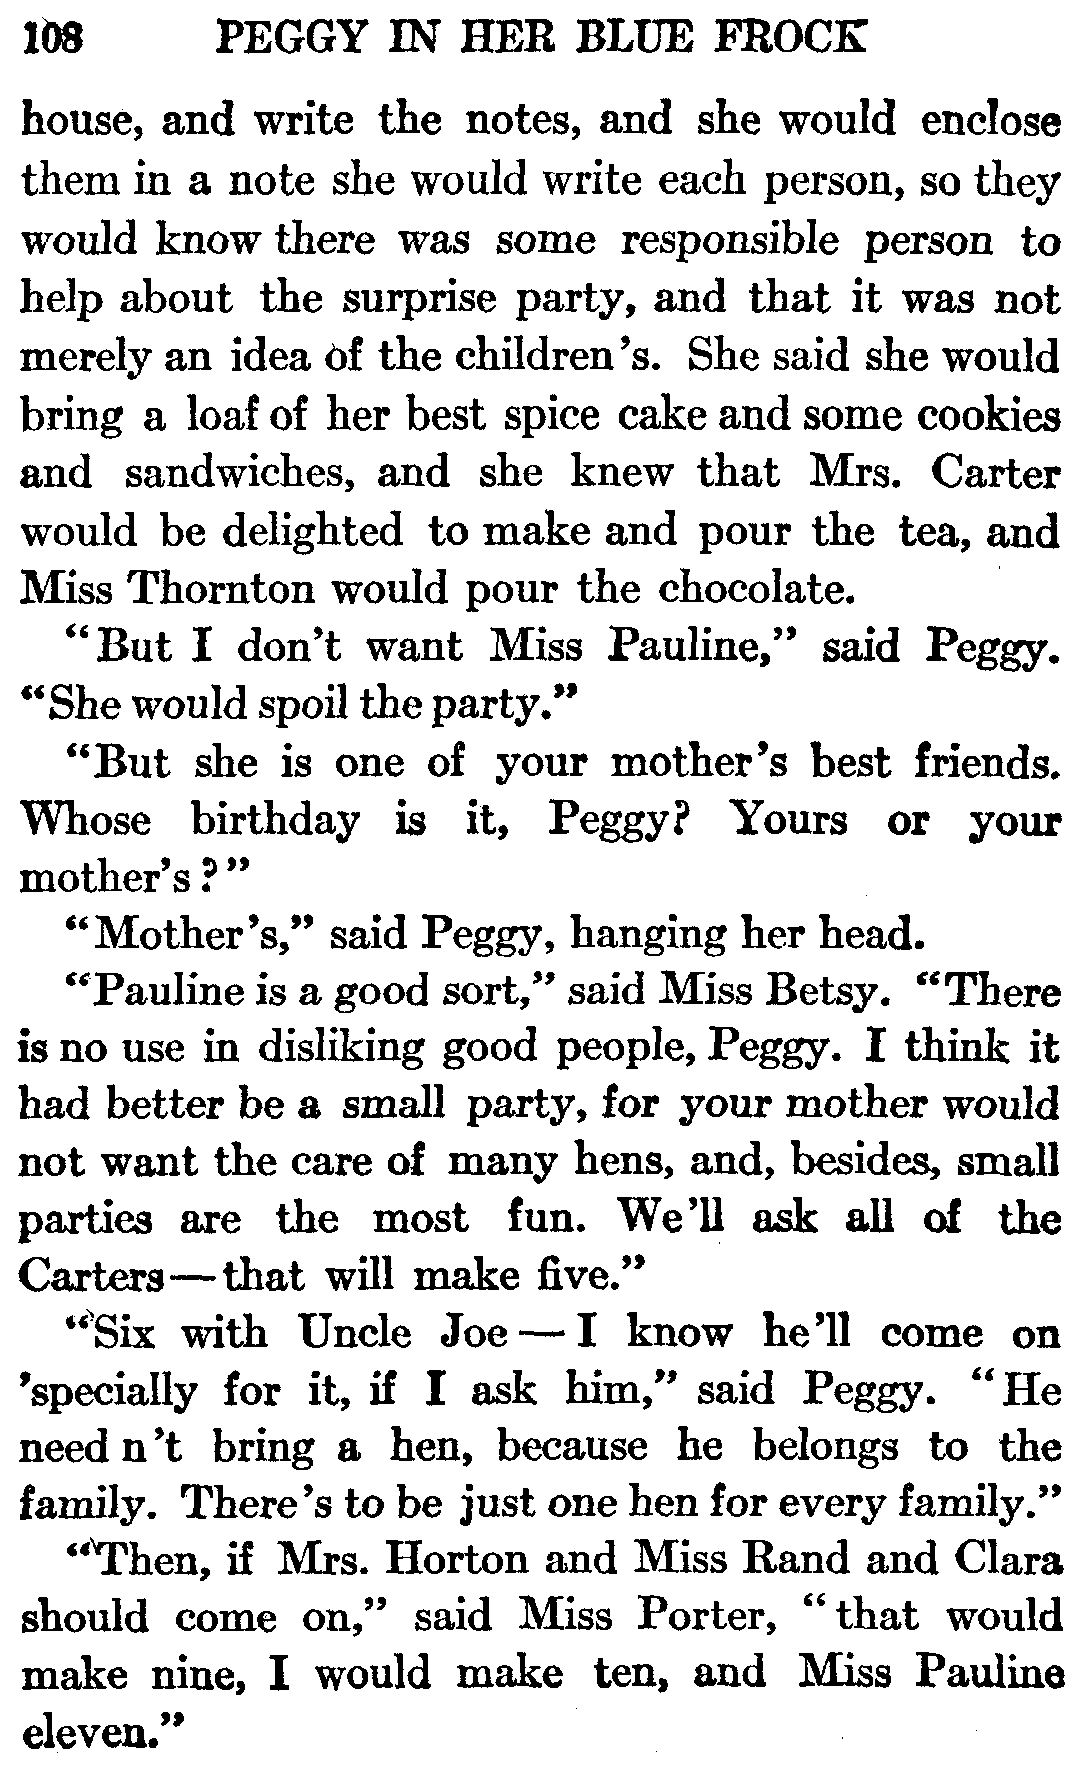 108 PEGGY IN HER BLUE FROCK
house, and write the notes, and she would enclose
them in a note she would write each person, so they
would know there was some responsible person to
help about the surprise party, and that it was not
merely an idea of the children's. She said she would
bring a loaf of her best spice cake and some cookies
and sandwiches, and she knew that Mrs. Carter
would be delighted to make and pour the tea, and
Miss Thornton would pour the chocolate.
"But I don't want Miss Pauline," said Peggy.
"She would spoil the party."
"But she is one of your mother's best friends.
Whose birthday is it, Peggy? Yours or your
mother's?"
"Mother's," said Peggy, hanging her head.
"Pauline is a good sort," said Miss Betsy. "There
is no use in disliking good people, Peggy. I think it
had better be a small party, for your mother would
not want the care of many hens, and, besides, small
parties are the most fun. We'll ask all of the
Carters — that will make five."
"Six with Uncle Joe — I know he'll come on
'specially for it, if I ask him," said Peggy. "He
need n't bring a hen, because he belongs to the
family. There's to be just one hen for every family."
"Then, if Mrs. Horton and Miss Rand and Clara
should come on," said Miss Porter, "that would
make nine, I would make ten, and Miss Pauline
eleven."